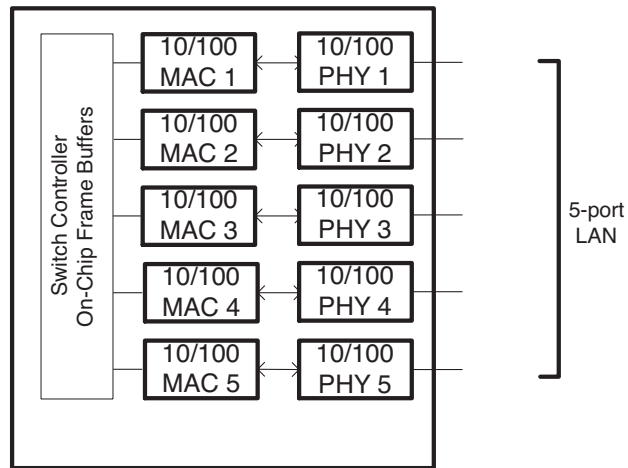 Switch Controller
On-Chip Frame Buffers
10/100
MAC 1
10/100
PHY 1
10/100
MAC 2
10/100
PHY 2
10/100
MAC 3
10/100
PHY 3
10/100
MAC 4
10/100
PHY 4
10/100
MAC 5
10/100
PHY 5
5-port
LAN